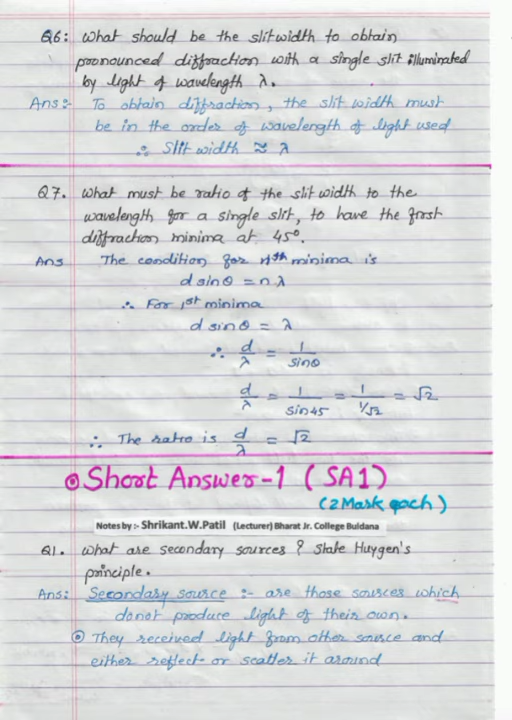 Q6: What should be the slitwidth to obtain
pronounced diffraction with a single slit illuminated
by light of wavelength λ.
Ans:- To obtain diffraction, the slit width must
be in the order of wavelength of light used
∴ Slit width ≈ λ
Q7. What must be ratio of the slit width to the
wavelength for a single slit, to have the first
diffraction minima at 45°.
Ans The condition for nth minima is
d sinθ = nλ
∴ For 1st minima
d sinθ = λ
∴ d/λ = 1/sinθ
d/λ = 1/sin45 = 1/1/√2 = √2
∴ The ratio is d/λ = √2
Short Answer-1 (SA1)
(2 Mark each)
Notes by :- Shrikant.W.Patil (Lecturer) Bharat Jr. College Buldana
Q1. What are secondary sources ? State Huygen's
principle.
Ans: Secondary source :- are those sources which
donot produce light of their own.
They received light from other source and
either reflect or scatter it around